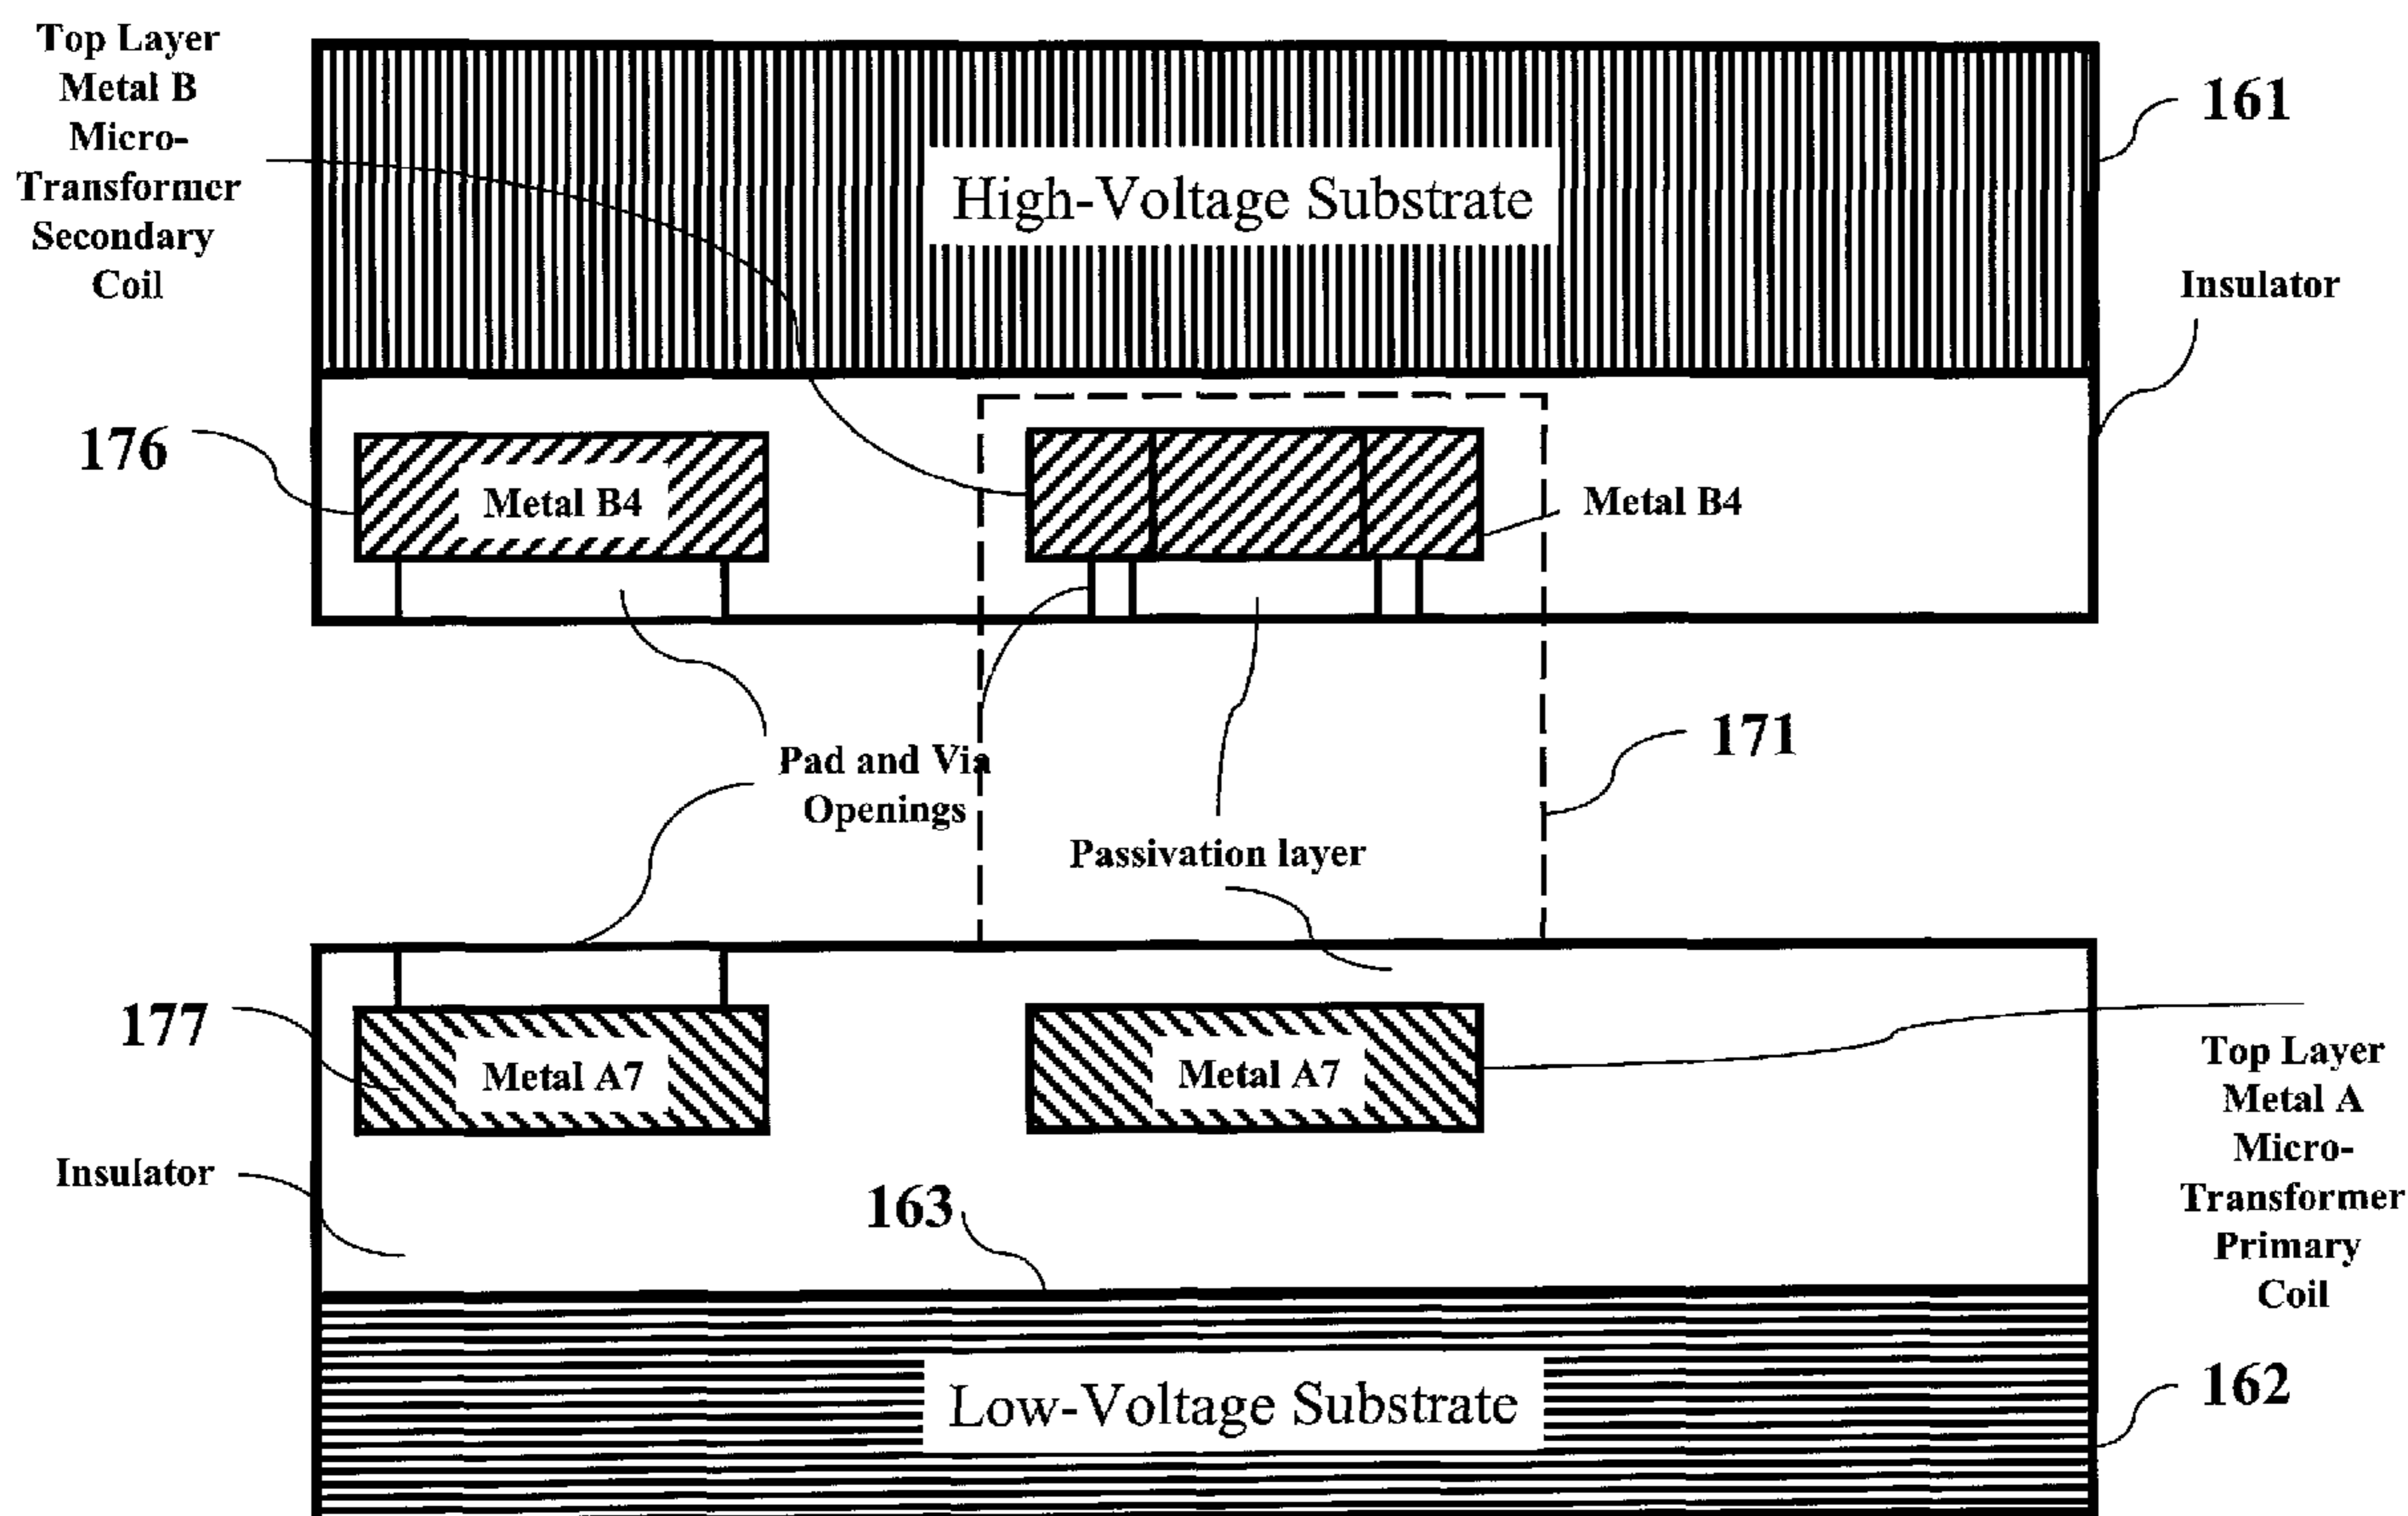 Top Layer
Metal B
Micro-
Transformer
Secondary
Coil
161
High-Voltage Substrate
Insulator
176
Metal B4
Metal B4
171
Pad and Via
Openings
Passivation layer
177
Metal A7
Metal A7
Top Layer
Metal A
Micro-
Transformer
Primary
Coil
Insulator
163
Low-Voltage Substrate
162